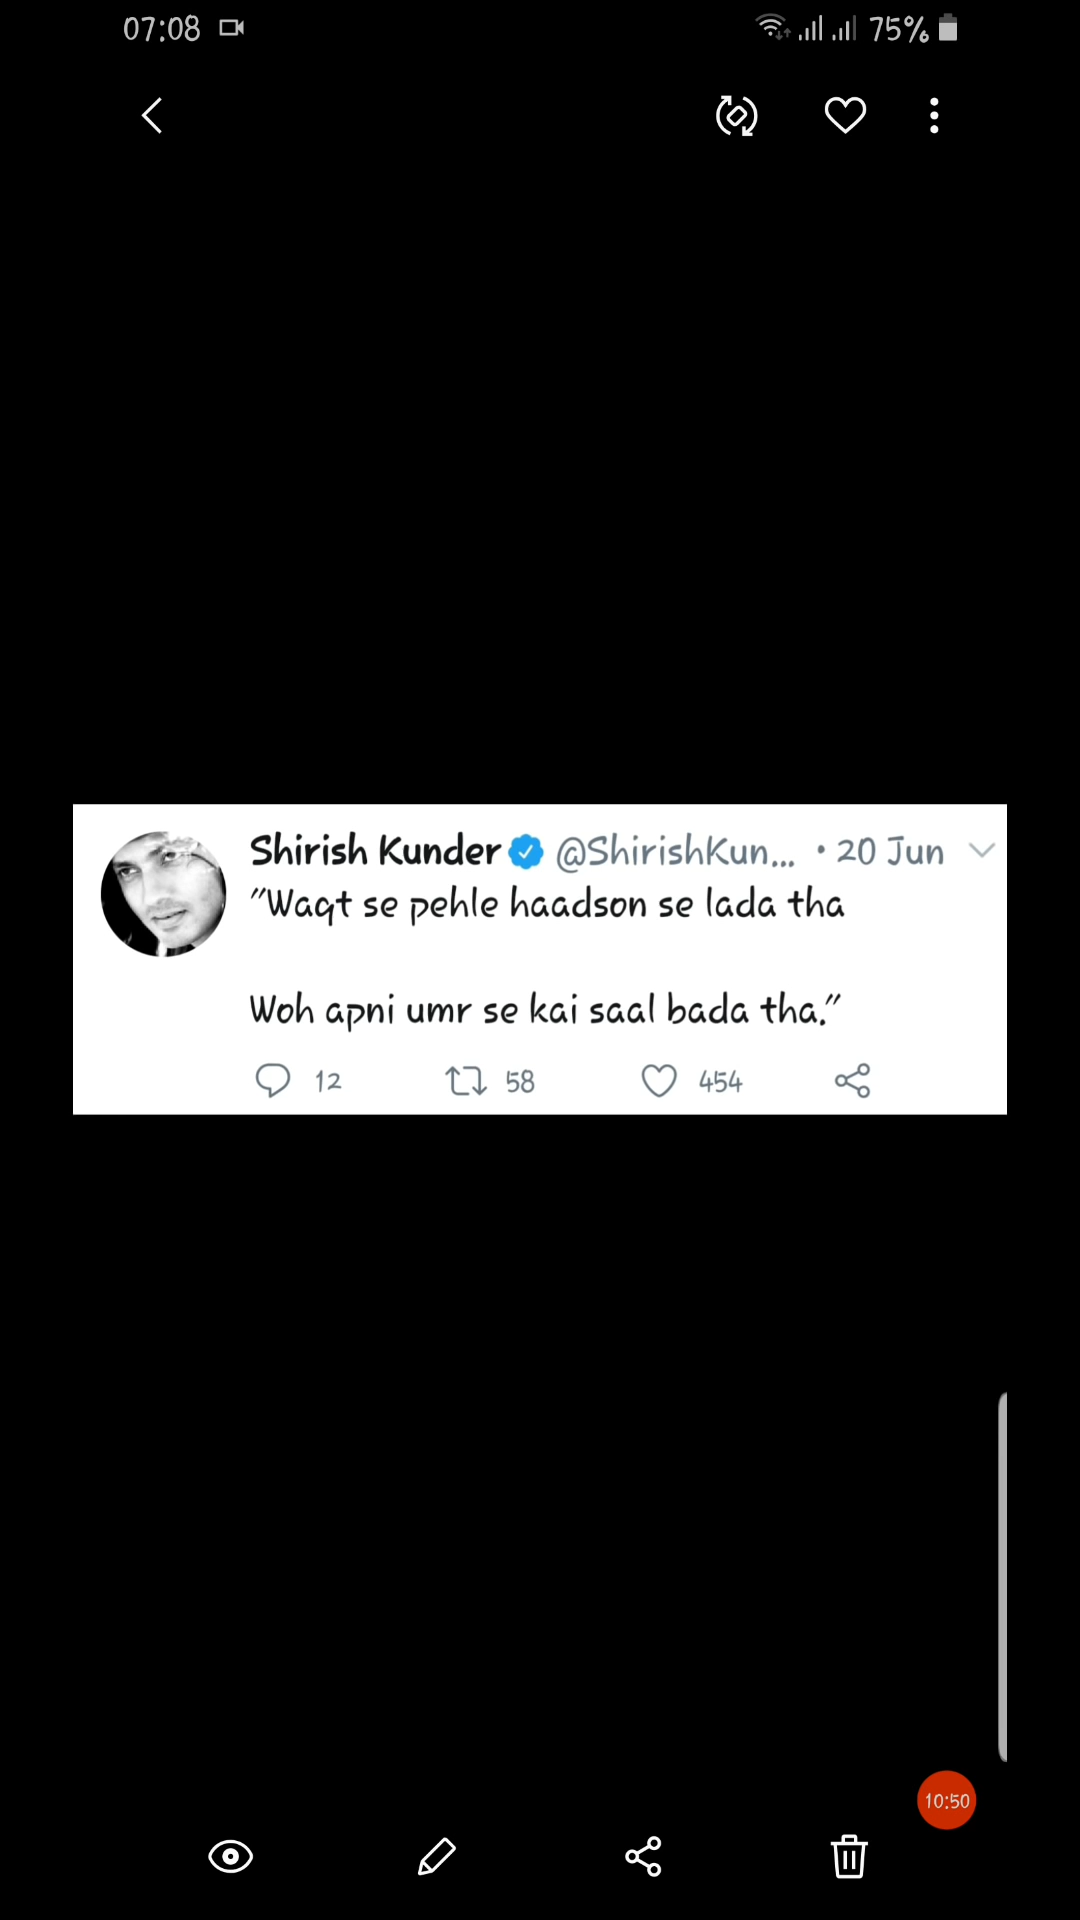 07:08 75%
Shirish Kunder @ShirishKun... • 20 Jun
"Waqt se pehle haadson se lada tha
Woh apni umr se kai saal bada tha."
12 58 454
10:50